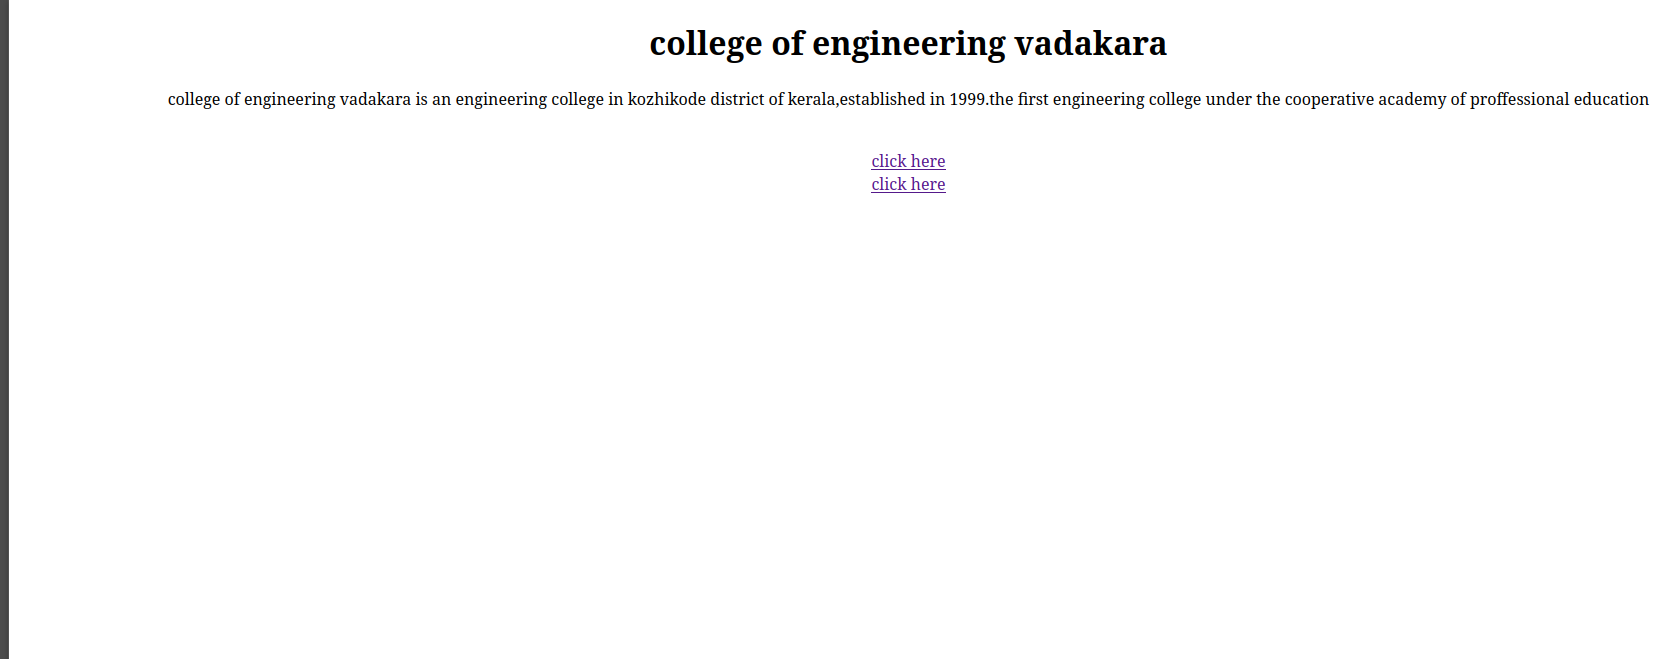 college of engineering vadakara
college of engineering vadakara is an engineering college in kozhikode district of kerala,established in 1999.the first engineering college under the cooperative academy of proffessional education
click here
click here